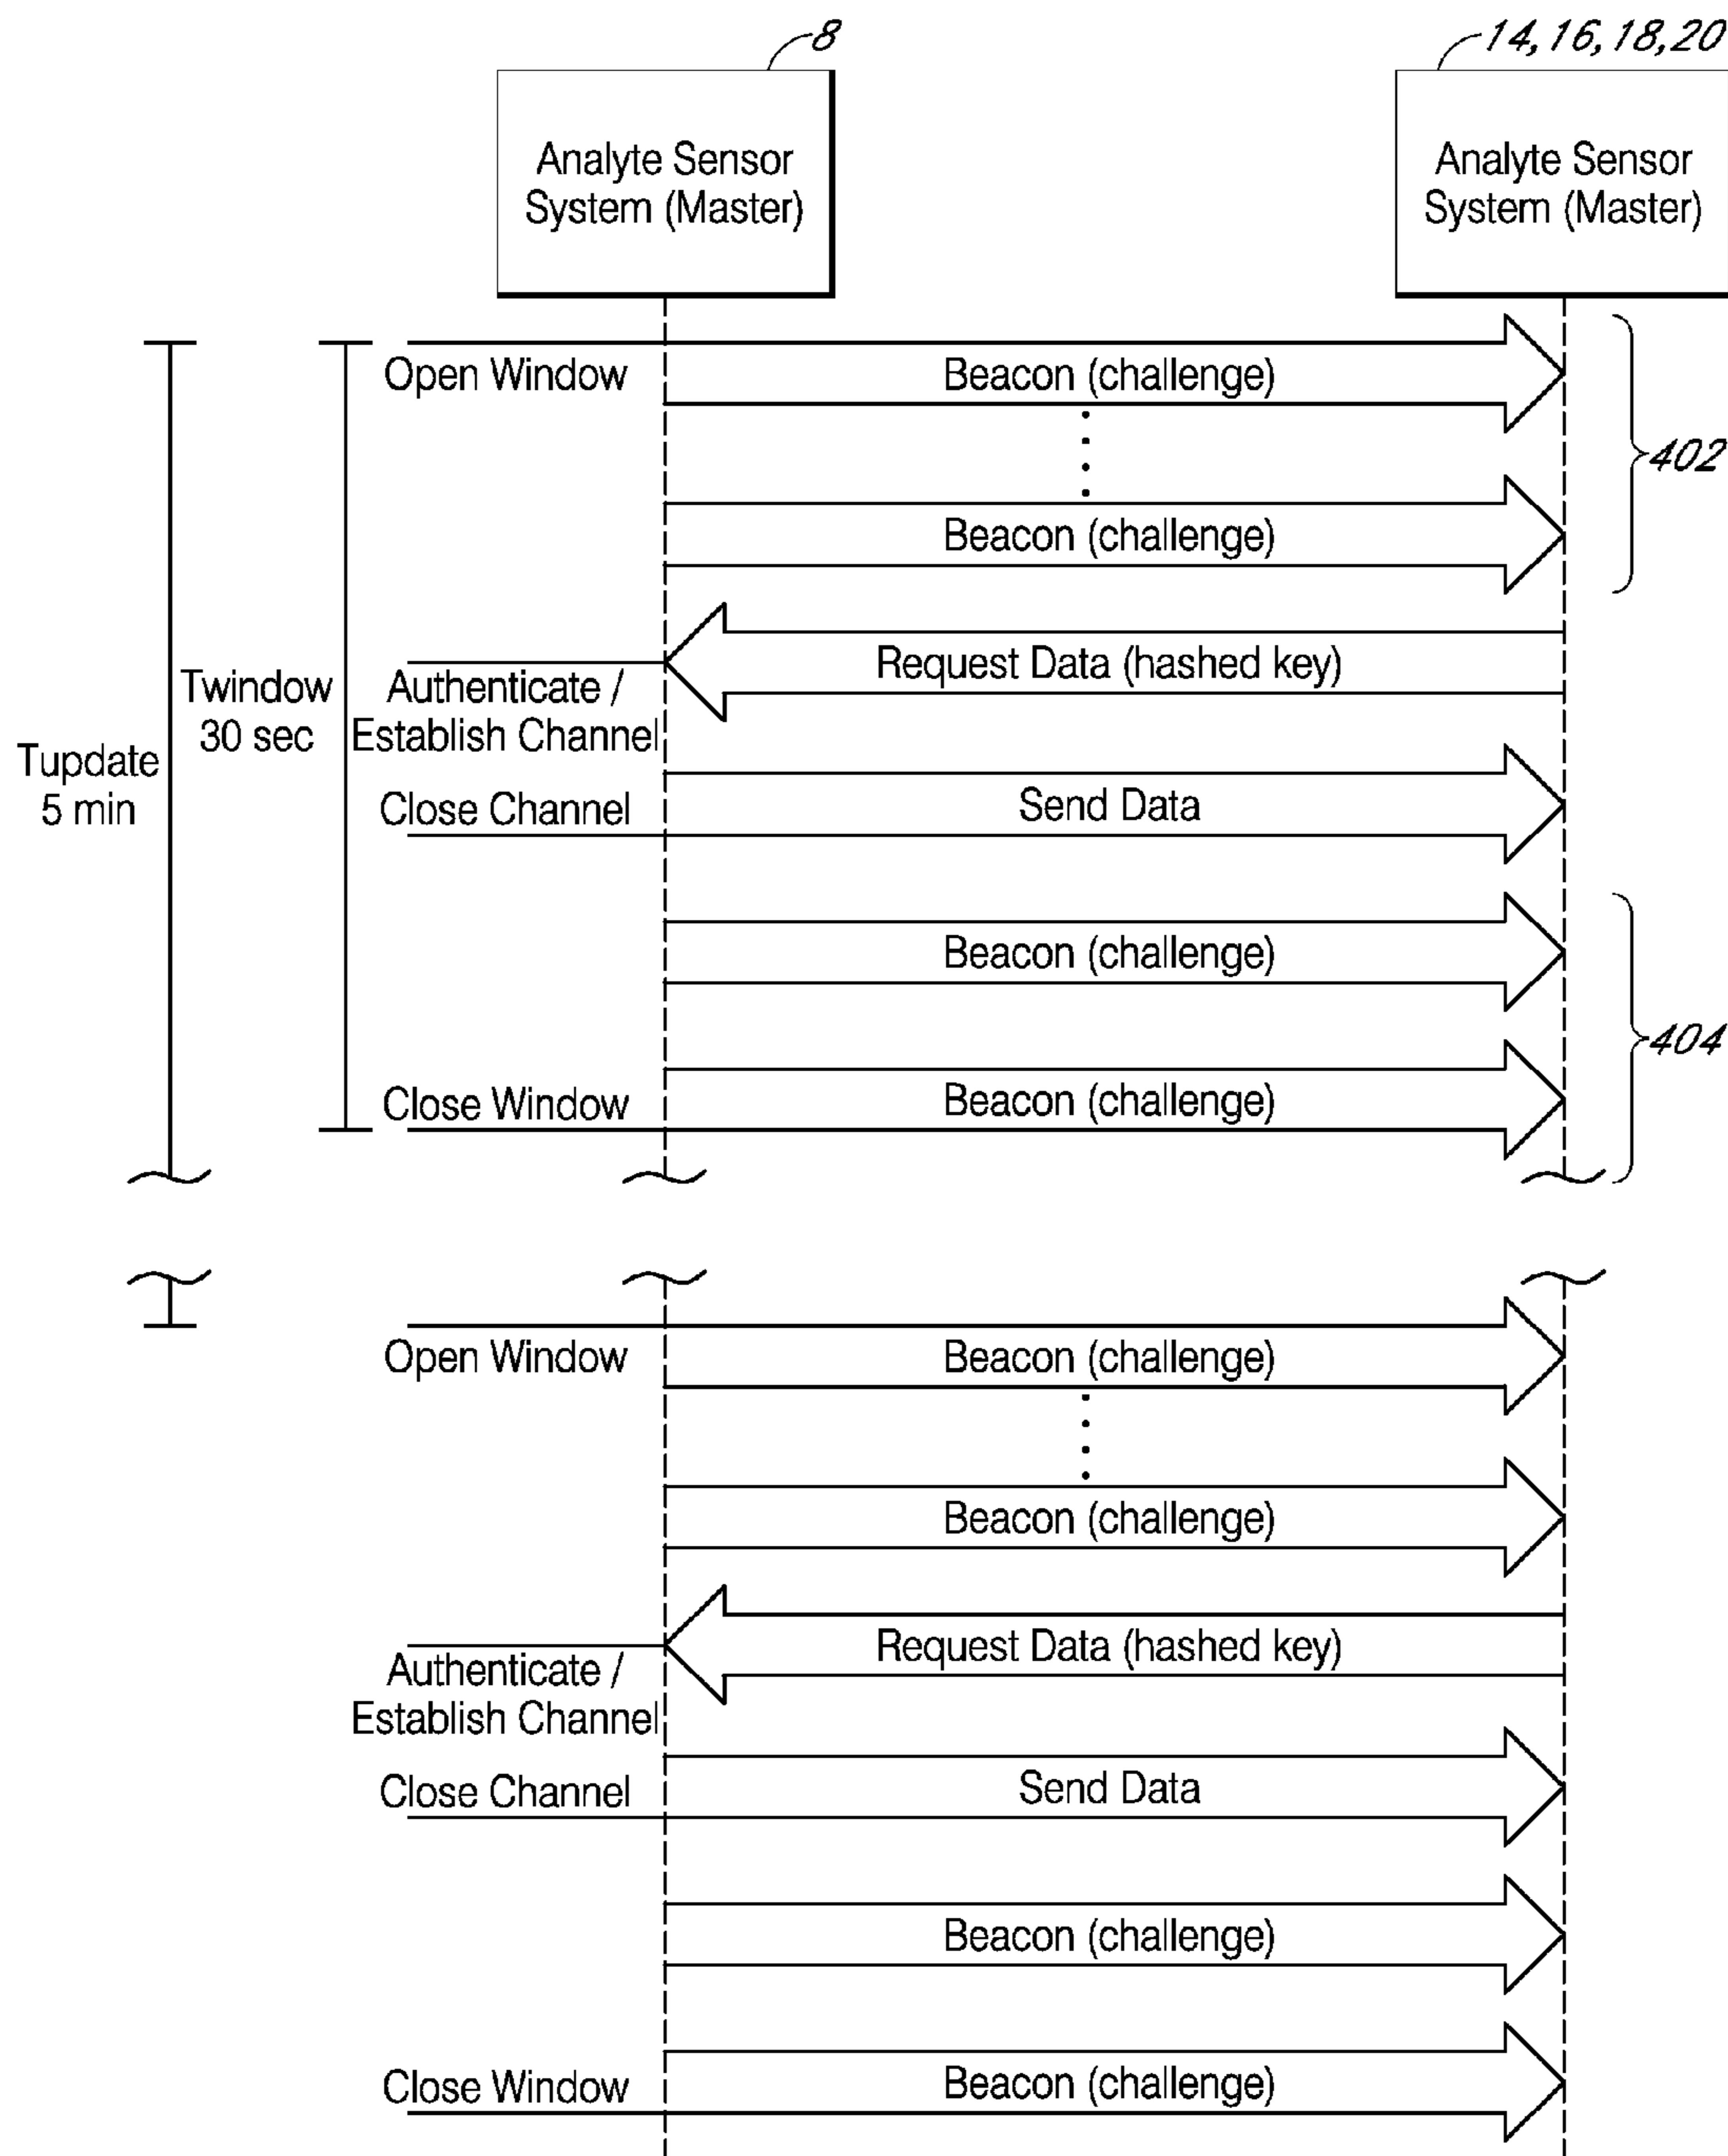 8
14, 16, 18, 20
Analyte Sensor
System (Master)
Analyte Sensor
System (Master)
Open Window
Beacon (challenge)
402
Beacon (challenge)
Request Data (hashed key)
Twindow
30 sec
Authenticate /
Establish Channel
Tupdate
5 min
Close Channel
Send Data
Beacon (challenge)
404
Close Window
Beacon (challenge)
Open Window
Beacon (challenge)
Beacon (challenge)
Request Data (hashed key)
Authenticate /
Establish Channel
Close Channel
Send Data
Beacon (challenge)
Close Window
Beacon (challenge)